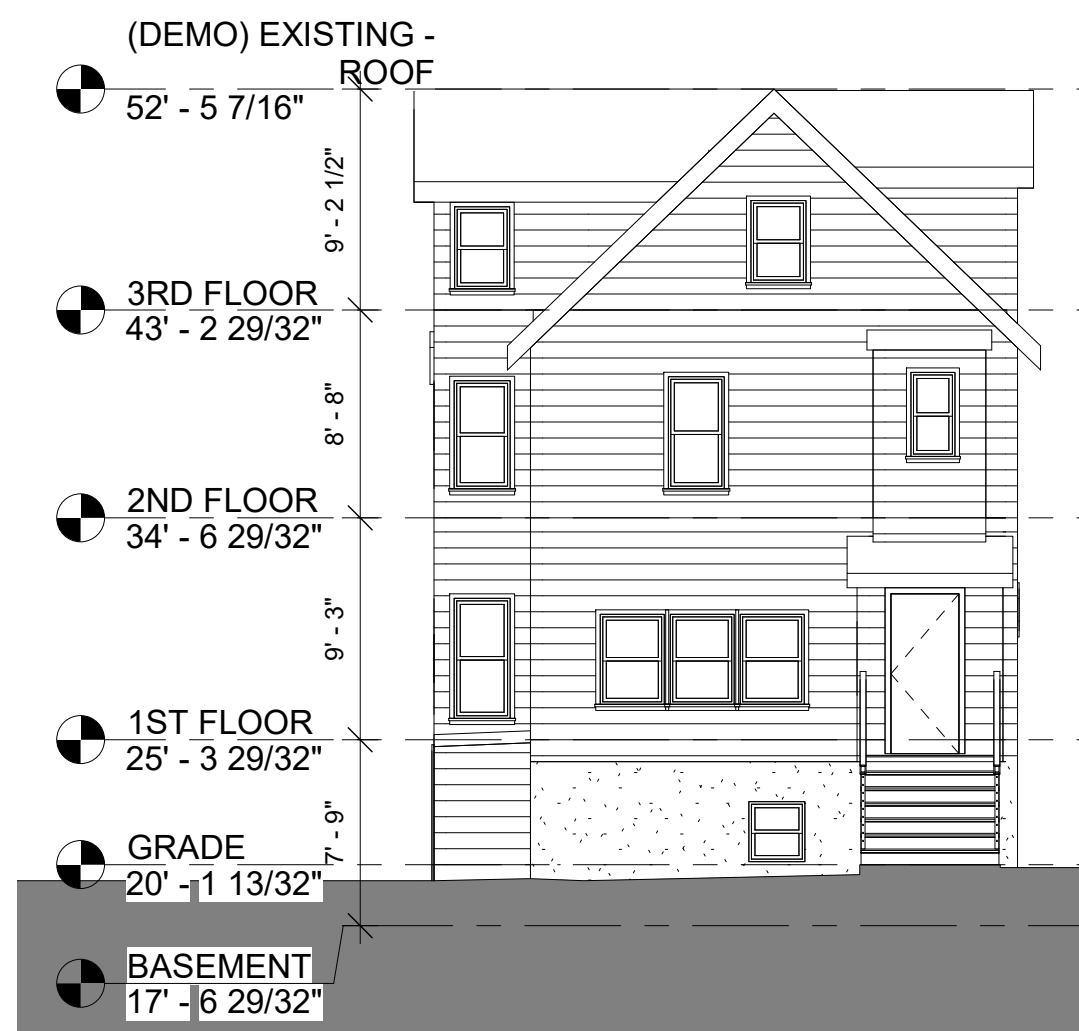 (DEMO) EXISTING -
ROOF
52' - 5 7/16"
9' - 2 1/2"
3RD FLOOR
43' - 2 29/32"
8' - 8"
2ND FLOOR
34' - 6 29/32"
9' - 3"
1ST FLOOR
25' - 3 29/32"
7' - 9"
GRADE
20' - 1 13/32"
BASEMENT
17' - 6 29/32"